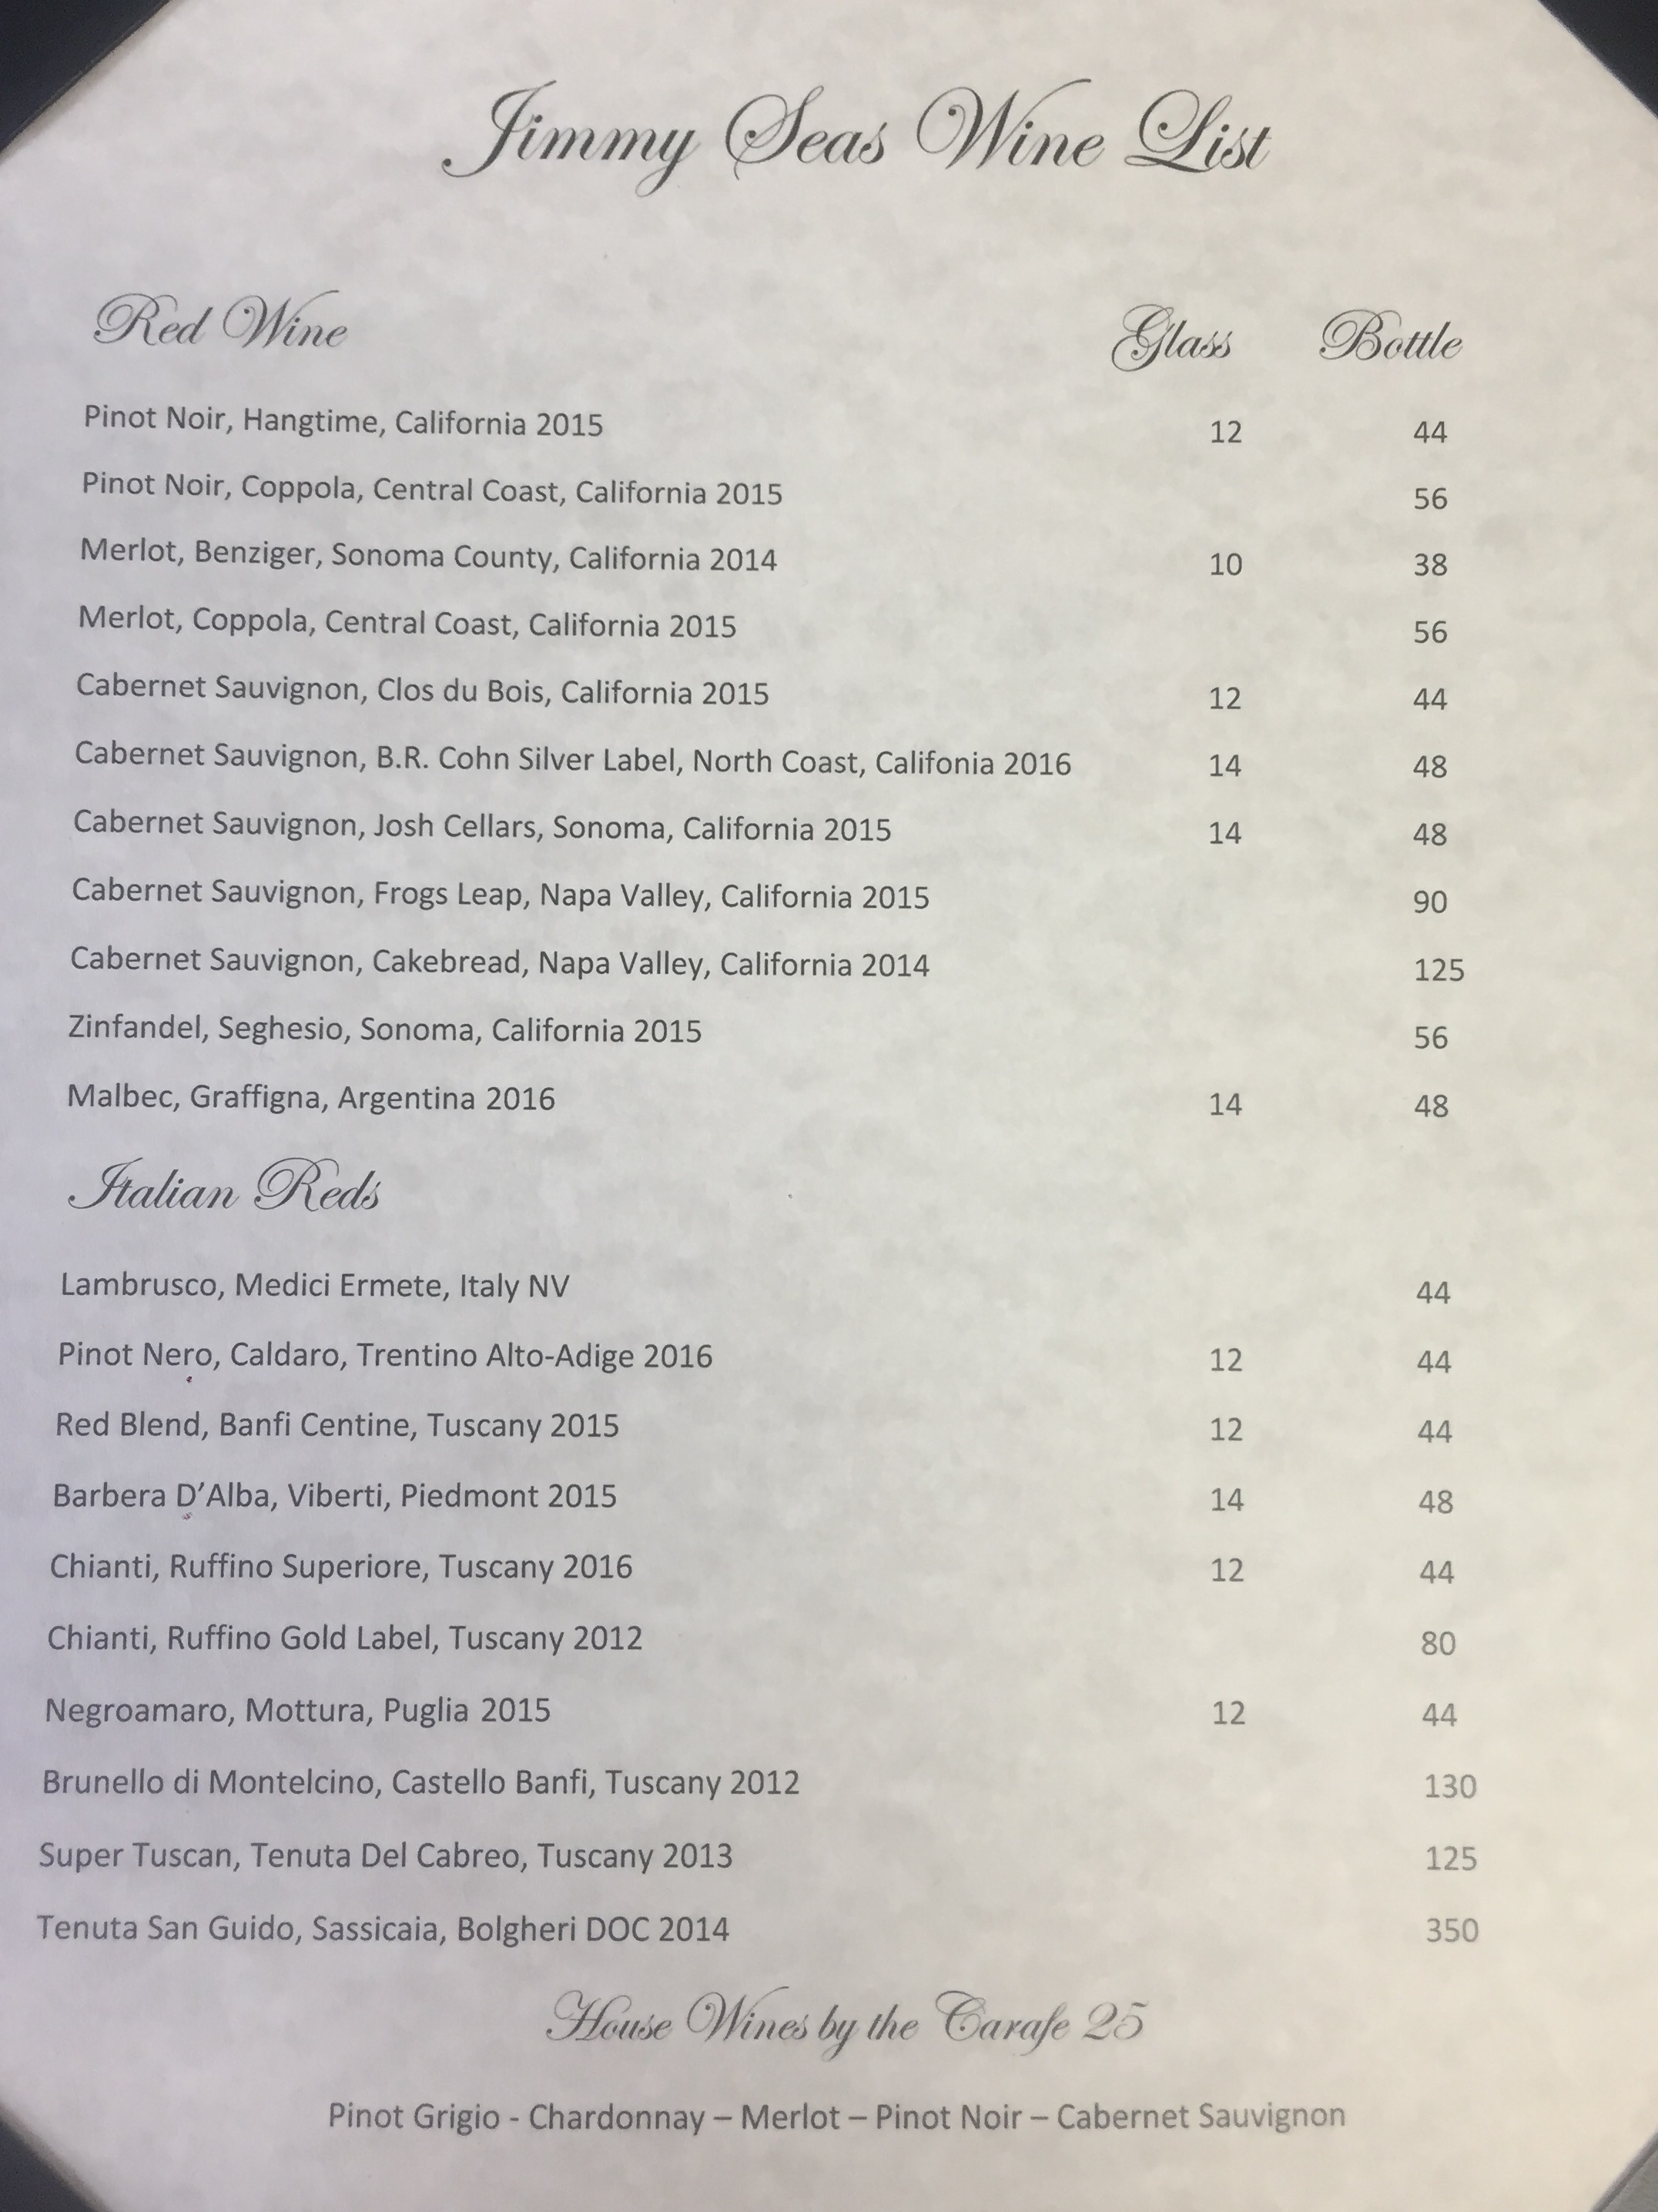 Jimmy Seas Wine List
Red Wine Glass Bottle
Pinot Noir, Hangtime, California 2015 12 44
Pinot Noir, Coppola, Central Coast, California 2015 56
Merlot, Benziger, Sonoma County, California 2014 10 38
Merlot, Coppola, Central Coast, California 2015 56
Cabernet Sauvignon, Clos du Bois, California 2015 12 44
Cabernet Sauvignon, B.R. Cohn Silver Label, North Coast, Califonia 2016 14 48
Cabernet Sauvignon, Josh Cellars, Sonoma, California 2015 14 48
Cabernet Sauvignon, Frogs Leap, Napa Valley, California 2015 90
Cabernet Sauvignon, Cakebread, Napa Valley, California 2014 125
Zinfandel, Seghesio, Sonoma, California 2015 56
Malbec, Graffigna, Argentina 2016 14 48
Italian Reds
Lambrusco, Medici Ermete, Italy NV 44
Pinot Nero, Caldaro, Trentino Alto-Adige 2016 12 44
Red Blend, Banfi Centine, Tuscany 2015 12 44
Barbera D’Alba, Viberti, Piedmont 2015 14 48
Chianti, Ruffino Superiore, Tuscany 2016 12 44
Chianti, Ruffino Gold Label, Tuscany 2012 80
Negroamaro, Mottura, Puglia 2015 12 44
Brunello di Montelcino, Castello Banfi, Tuscany 2012 130
Super Tuscan, Tenuta Del Cabreo, Tuscany 2013 125
Tenuta San Guido, Sassicaia, Bolgheri DOC 2014 350
House Wines by the Carafe 25
Pinot Grigio - Chardonnay – Merlot – Pinot Noir – Cabernet Sauvignon